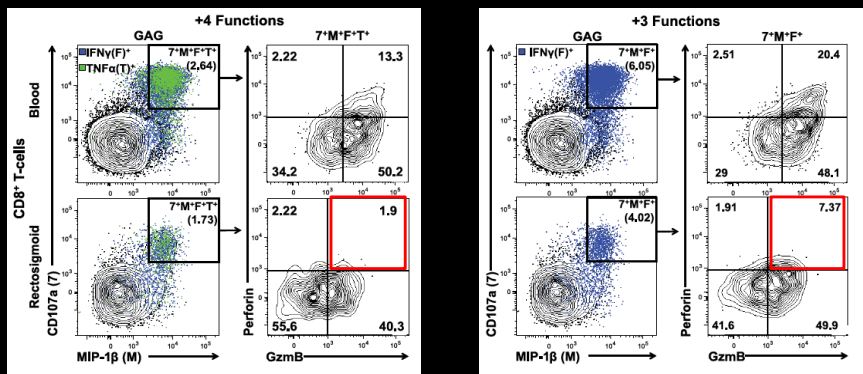 +4 Functions
GAG
7⁺M⁺F⁺T⁺
IFNγ(F)⁺
TNFα(T)⁺
7⁺M⁺F⁺T⁺
(2,64)
2.22
13.3
34.2
50.2
Blood
CD8⁺ T-cells
Rectosigmoid
7⁺M⁺F⁺T⁺
(1.73)
2.22
1.9
55.6
40.3
CD107a (7)
Perforin
MIP-1β (M)
GzmB
+3 Functions
GAG
7⁺M⁺F⁺
IFNγ(F)⁺
7⁺M⁺F⁺
(6.05)
2.51
20.4
29
48.1
7⁺M⁺F⁺
(4.02)
1.91
7.37
41.6
49.9
CD107a (7)
Perforin
MIP-1β (M)
GzmB